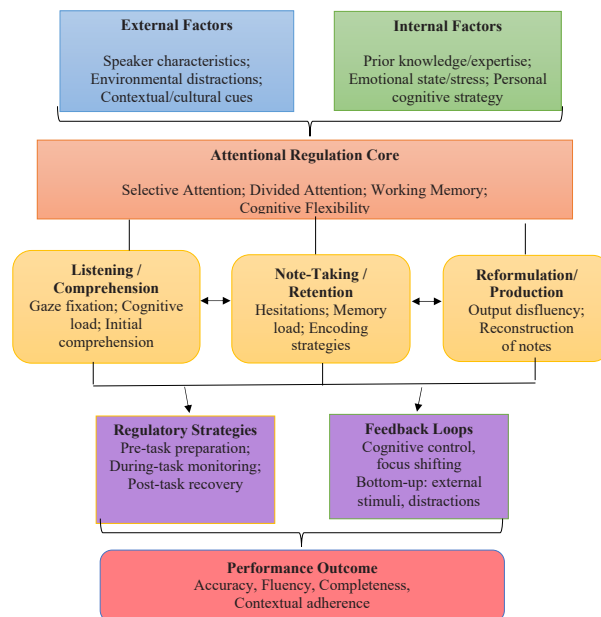 External Factors
Speaker characteristics;
Environmental distractions;
Contextual/cultural cues
Internal Factors
Prior knowledge/expertise;
Emotional state/stress; Personal
cognitive strategy
Attentional Regulation Core
Selective Attention; Divided Attention; Working Memory;
Cognitive Flexibility
Listening /
Comprehension
Gaze fixation; Cognitive
load; Initial
comprehension
Note-Taking /
Retention
Hesitations; Memory
load; Encoding
strategies
Reformulation/
Production
Output disfluency;
Reconstruction
of notes
Regulatory Strategies
Pre-task preparation;
During-task monitoring;
Post-task recovery
Feedback Loops
Cognitive control,
focus shifting
Bottom-up: external
stimuli, distractions
Performance Outcome
Accuracy, Fluency, Completeness,
Contextual adherence